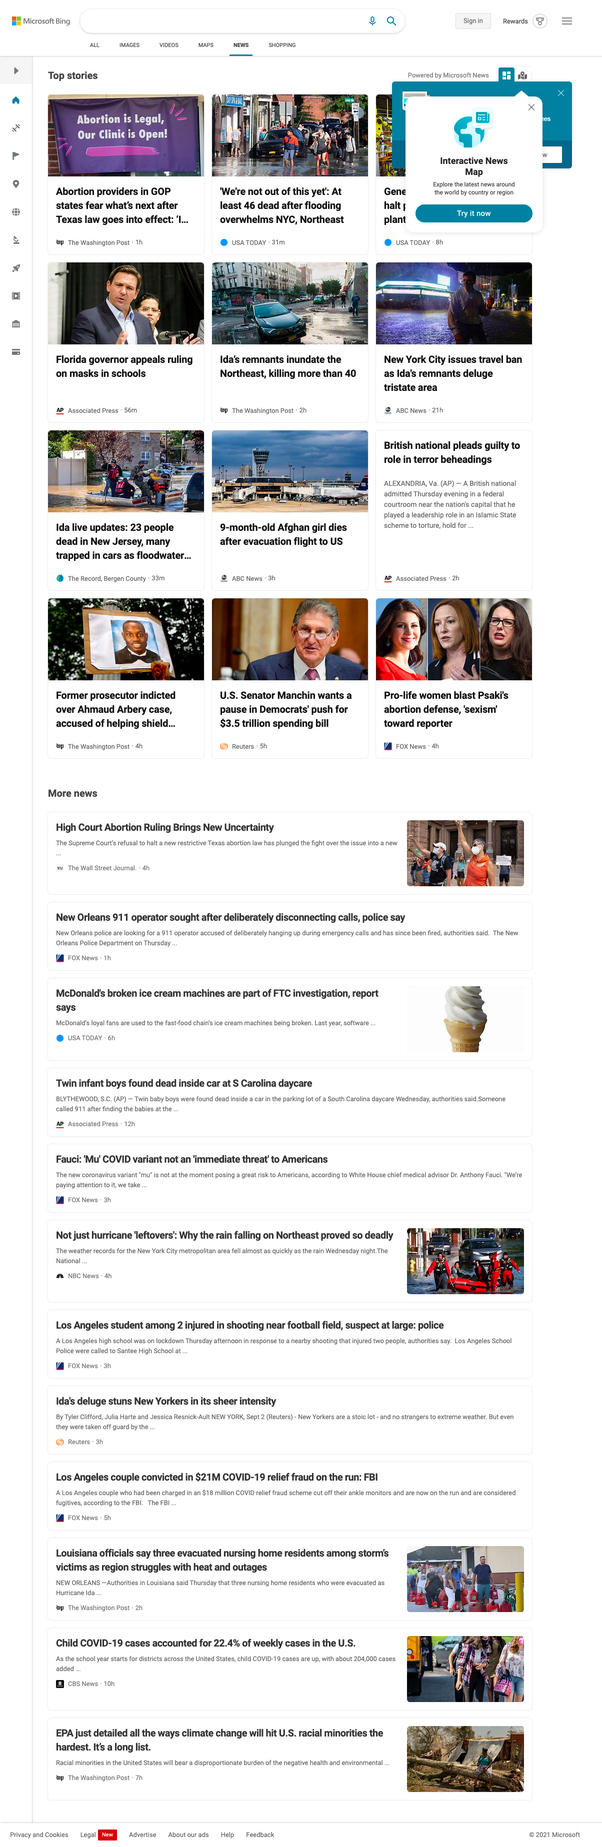 Microsoft Bing
Sign in
Rewards
ALL
IMAGES
VIDEOS
MAPS
NEWS
SHOPPING
Top stories
Powered by Microsoft News
Abortion is Legal,
Our Clinic is Open!
Abortion providers in GOP
states fear what's next after
Texas law goes into effect: 'I...
The Washington Post · 1h
'We're not out of this yet': At
least 46 dead after flooding
overwhelms NYC, Northeast
USA TODAY · 31m
Gene
halt
plant
USA TODAY · 8h
Interactive News
Map
Explore the latest news around
the world by country or region
Try it now
Florida governor appeals ruling
on masks in schools
AP Associated Press · 56m
Ida's remnants inundate the
Northeast, killing more than 40
The Washington Post · 2h
New York City issues travel ban
as Ida's remnants deluge
tristate area
ABC News · 21h
Ida live updates: 23 people
dead in New Jersey, many
trapped in cars as floodwater...
The Record, Bergen County · 33m
9-month-old Afghan girl dies
after evacuation flight to US
ABC News · 3h
British national pleads guilty to
role in terror beheadings
ALEXANDRIA, Va. (AP) — A British national
admitted Thursday evening in a federal
courtroom near the nation's capital that he
played a leadership role in an Islamic State
scheme to torture, hold for ...
AP Associated Press · 2h
Former prosecutor indicted
over Ahmaud Arbery case,
accused of helping shield...
The Washington Post · 4h
U.S. Senator Manchin wants a
pause in Democrats' push for
$3.5 trillion spending bill
Reuters · 5h
Pro-life women blast Psaki's
abortion defense, 'sexism'
toward reporter
FOX News · 4h
More news
High Court Abortion Ruling Brings New Uncertainty
The Supreme Court's refusal to halt a new restrictive Texas abortion law has plunged the fight over the issue into a new
...
The Wall Street Journal. · 4h
New Orleans 911 operator sought after deliberately disconnecting calls, police say
New Orleans police are looking for a 911 operator accused of deliberately hanging up during emergency calls and has since been fired, authorities said. The New
Orleans Police Department on Thursday ...
FOX News · 1h
McDonald's broken ice cream machines are part of FTC investigation, report
says
McDonald's loyal fans are used to the fast-food chain's ice cream machines being broken. Last year, software ...
USA TODAY · 6h
Twin infant boys found dead inside car at S Carolina daycare
BLYTHEWOOD, S.C. (AP) — Twin baby boys were found dead inside a car in the parking lot of a South Carolina daycare Wednesday, authorities said.Someone
called 911 after finding the babies at the ...
AP Associated Press · 12h
Fauci: 'Mu' COVID variant not an 'immediate threat' to Americans
The new coronavirus variant "mu" is not at the moment posing a great risk to Americans, according to White House chief medical advisor Dr. Anthony Fauci. "We're
paying attention to it, we take ...
FOX News · 3h
Not just hurricane 'leftovers': Why the rain falling on Northeast proved so deadly
The weather records for the New York City metropolitan area fell almost as quickly as the rain Wednesday night.The
National ...
NBC News · 4h
Los Angeles student among 2 injured in shooting near football field, suspect at large: police
A Los Angeles high school was on lockdown Thursday afternoon in response to a nearby shooting that injured two people, authorities say. Los Angeles School
Police were called to Santee High School at ...
FOX News · 3h
Ida's deluge stuns New Yorkers in its sheer intensity
By Tyler Clifford, Julia Harte and Jessica Resnick-Ault NEW YORK, Sept 2 (Reuters) - New Yorkers are a stoic lot - and no strangers to extreme weather. But even
they were taken off guard by the ...
Reuters · 3h
Los Angeles couple convicted in $21M COVID-19 relief fraud on the run: FBI
A Los Angeles couple who had been charged in an $18 million COVID relief fraud scheme cut off their ankle monitors and are now on the run and are considered
fugitives, according to the FBI. The FBI ...
FOX News · 5h
Louisiana officials say three evacuated nursing home residents among storm's
victims as region struggles with heat and outages
NEW ORLEANS —Authorities in Louisiana said Thursday that three nursing home residents who were evacuated as
Hurricane Ida ...
The Washington Post · 2h
Child COVID-19 cases accounted for 22.4% of weekly cases in the U.S.
As the school year starts for districts across the United States, child COVID-19 cases are up, with about 204,000 cases
added ...
CBS News · 10h
EPA just detailed all the ways climate change will hit U.S. racial minorities the
hardest. It's a long list.
Racial minorities in the United States will bear a disproportionate burden of the negative health and environmental ...
The Washington Post · 7h
Privacy and Cookies
Legal
New
Advertise
About our ads
Help
Feedback
© 2021 Microsoft